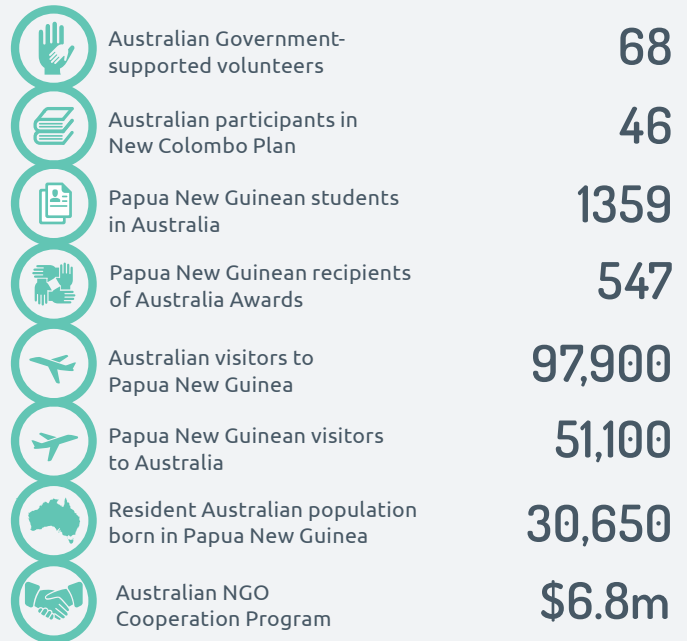 Australian Government-
supported volunteers
68
Australian participants in
New Colombo Plan
46
Papua New Guinean students
in Australia
1359
Papua New Guinean recipients
of Australia Awards
547
Australian visitors to
Papua New Guinea
97,900
Papua New Guinean visitors
to Australia
51,100
Resident Australian population
born in Papua New Guinea
30,650
Australian NGO
Cooperation Program
$6.8m